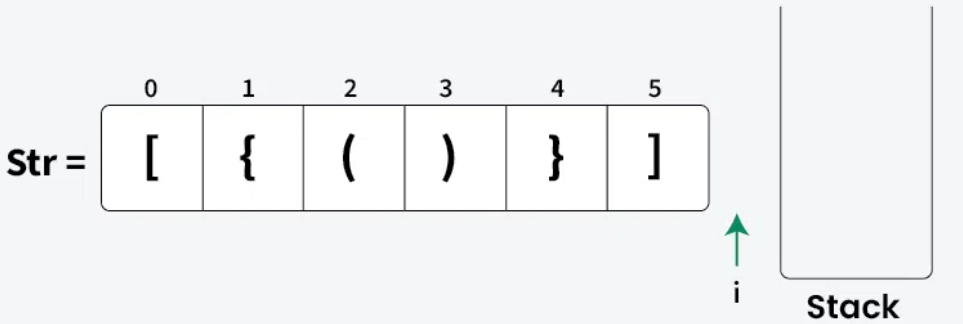 0 1 2 3 4 5
Str = [ { ( ) } ]
i
Stack